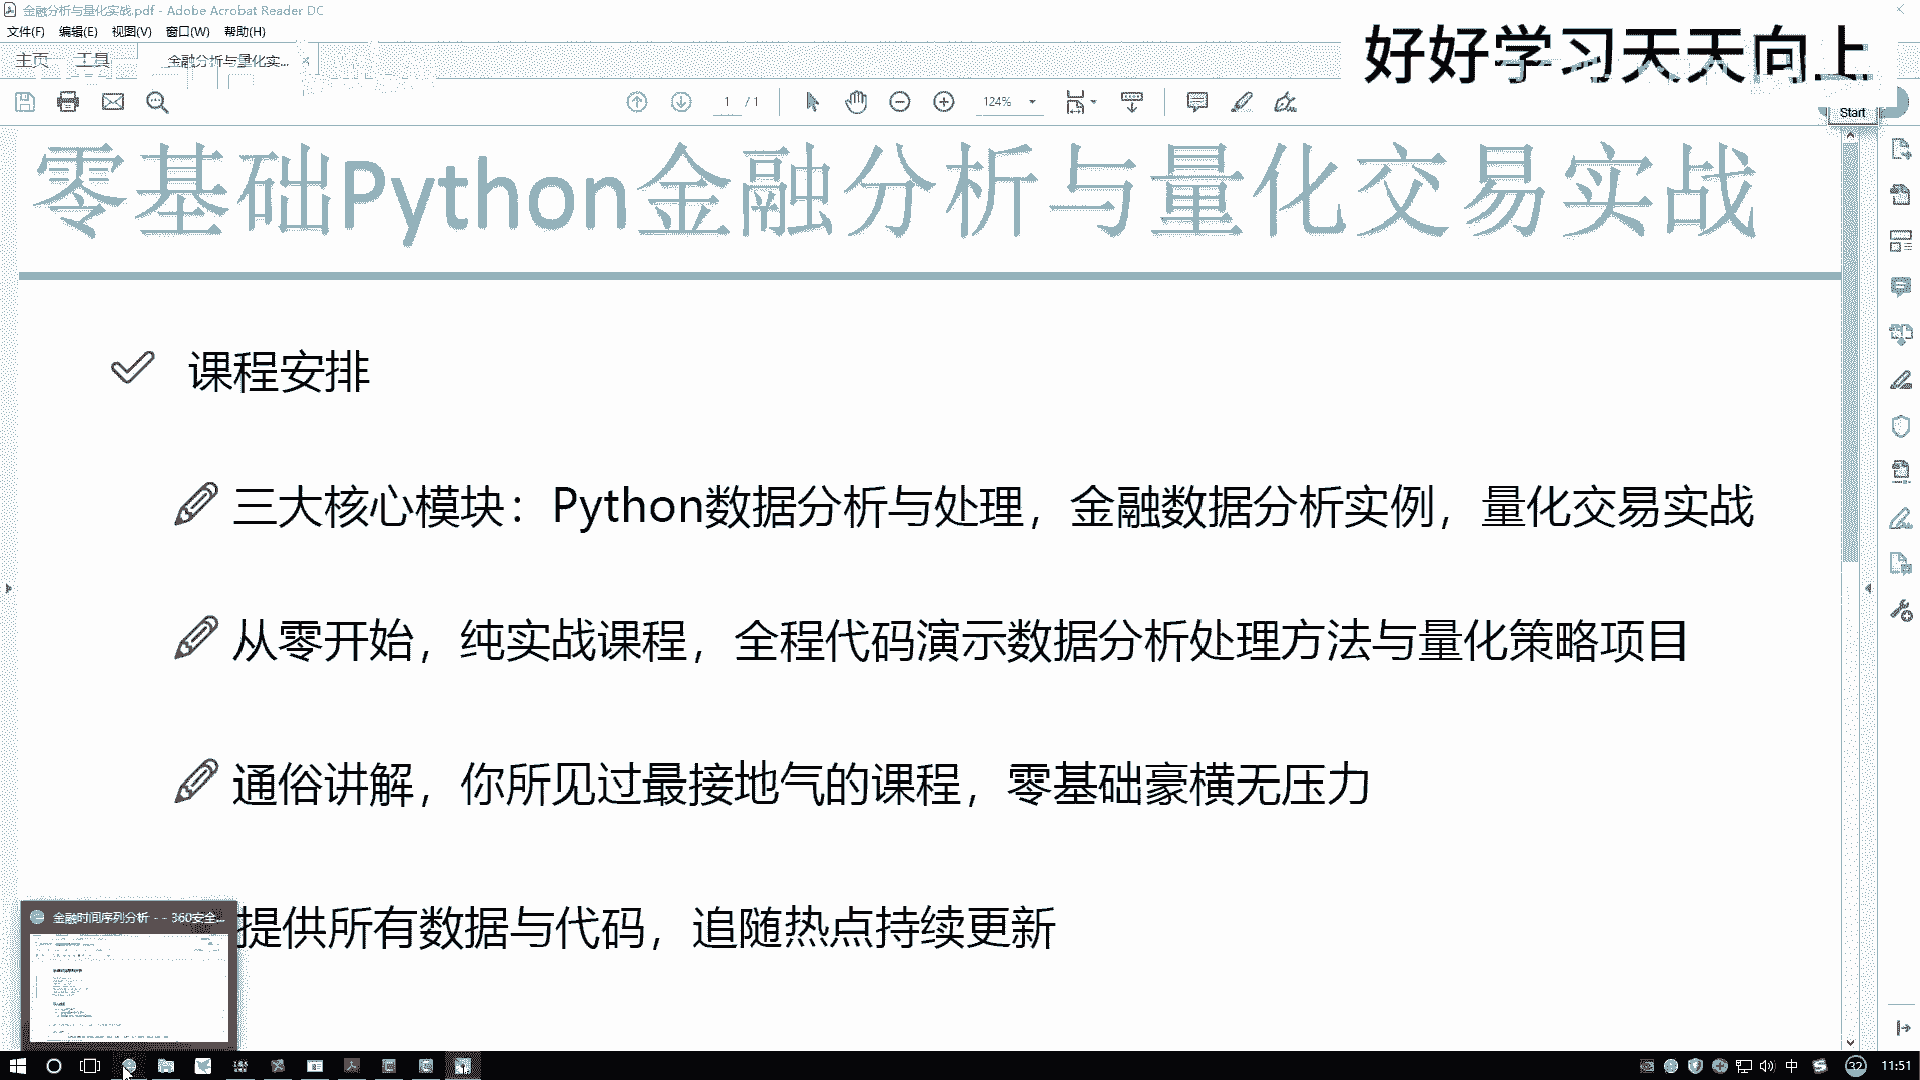 金融分析与量化实战.pdf - Adobe Acrobat Reader DC
文件(F) 编辑(E) 视图(V) 窗口(W) 帮助(H)
好好学习天天向上
主页 工具 金融分析与量化实...
1 / 1 124%
Start
零基础Python金融分析与量化交易实战
课程安排
三大核心模块：Python数据分析与处理，金融数据分析实例，量化交易实战
从零开始，纯实战课程，全程代码演示数据分析处理方法与量化策略项目
通俗讲解，你所见过最接地气的课程，零基础豪横无压力
金融时间序列分析 - - 360安全...
提供所有数据与代码，追随热点持续更新
中 32 11:51